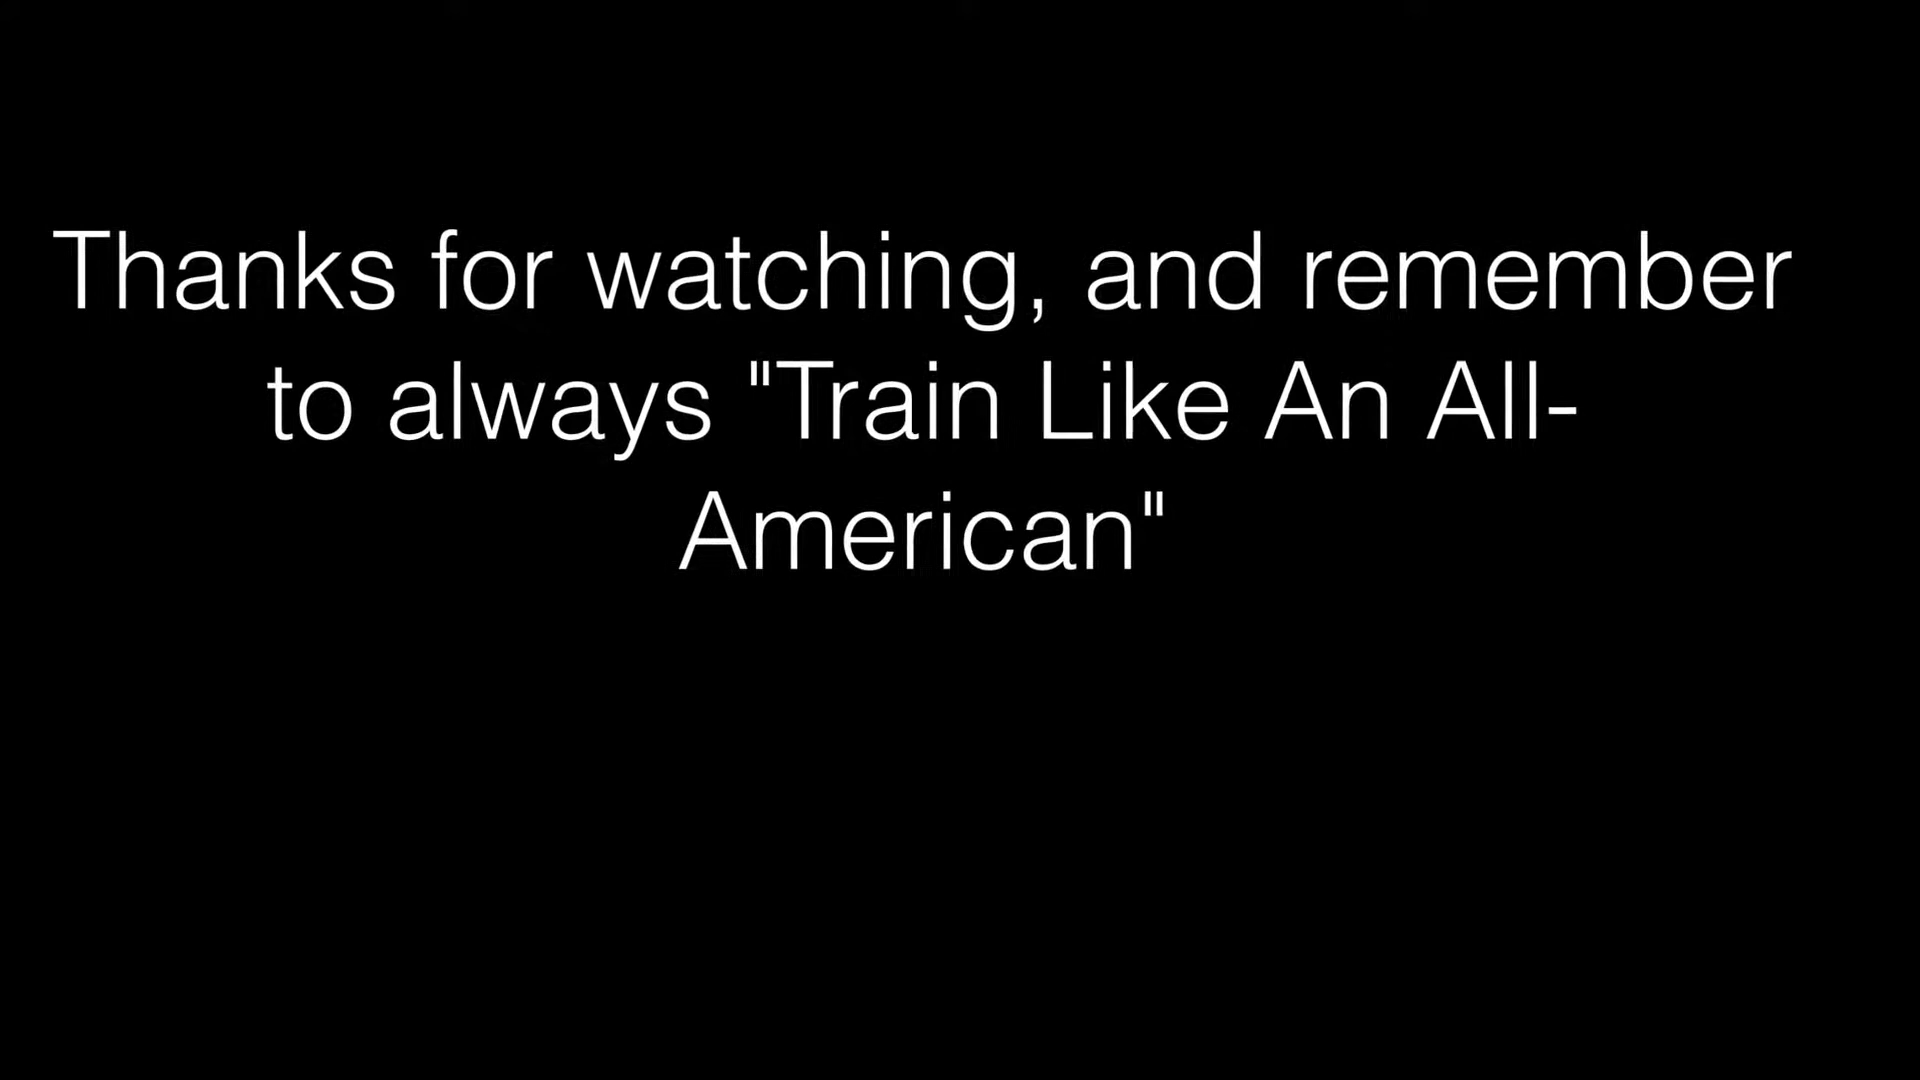 Thanks for watching, and remember
to always "Train Like An All-
American"